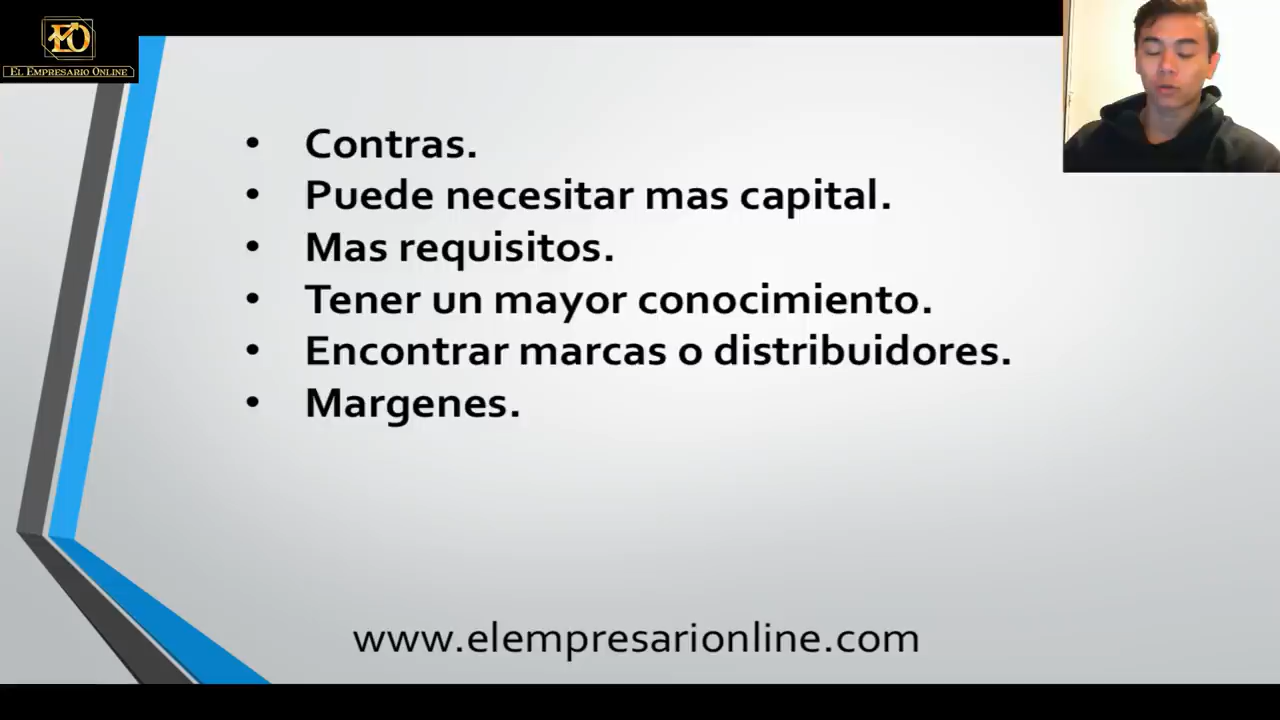 EO
EL EMPRESARIO ONLINE
• Contras.
• Puede necesitar mas capital.
• Mas requisitos.
• Tener un mayor conocimiento.
• Encontrar marcas o distribuidores.
• Margenes.
www.elempresarionline.com